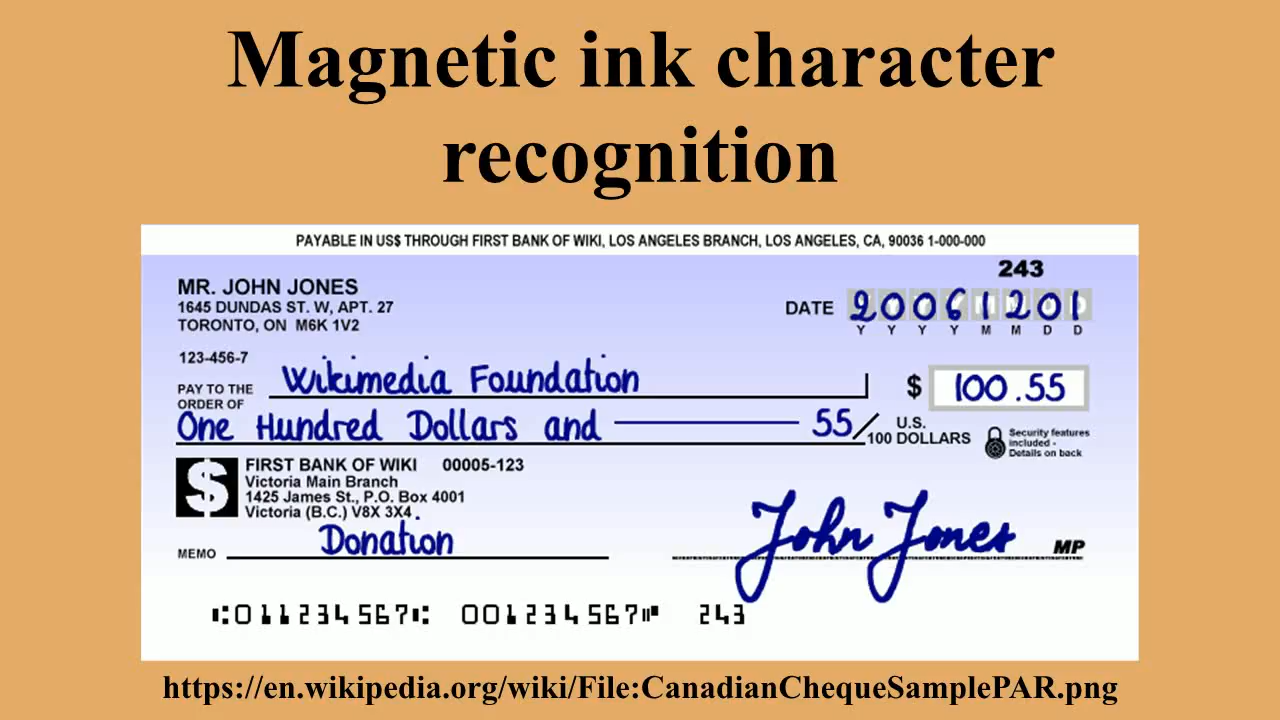 Magnetic ink character
recognition
PAYABLE IN US$ THROUGH FIRST BANK OF WIKI, LOS ANGELES BRANCH, LOS ANGELES, CA, 90036 1-000-000
243
MR. JOHN JONES
1645 DUNDAS ST. W, APT. 27
TORONTO, ON M6K 1V2
DATE 20061201
Y Y Y Y M M D D
123-456-7
PAY TO THE
ORDER OF Wikimedia Foundation $ 100.55
One Hundred Dollars and 55/ U.S.
100 DOLLARS
Security features
included -
Details on back
$ FIRST BANK OF WIKI 00005-123
Victoria Main Branch
1425 James St., P.O. Box 4001
Victoria (B.C.) V8X 3X4
MEMO Donation John Jones MP
⑆011234567⑆ 001234567⑈ 243
https://en.wikipedia.org/wiki/File:CanadianChequeSamplePAR.png